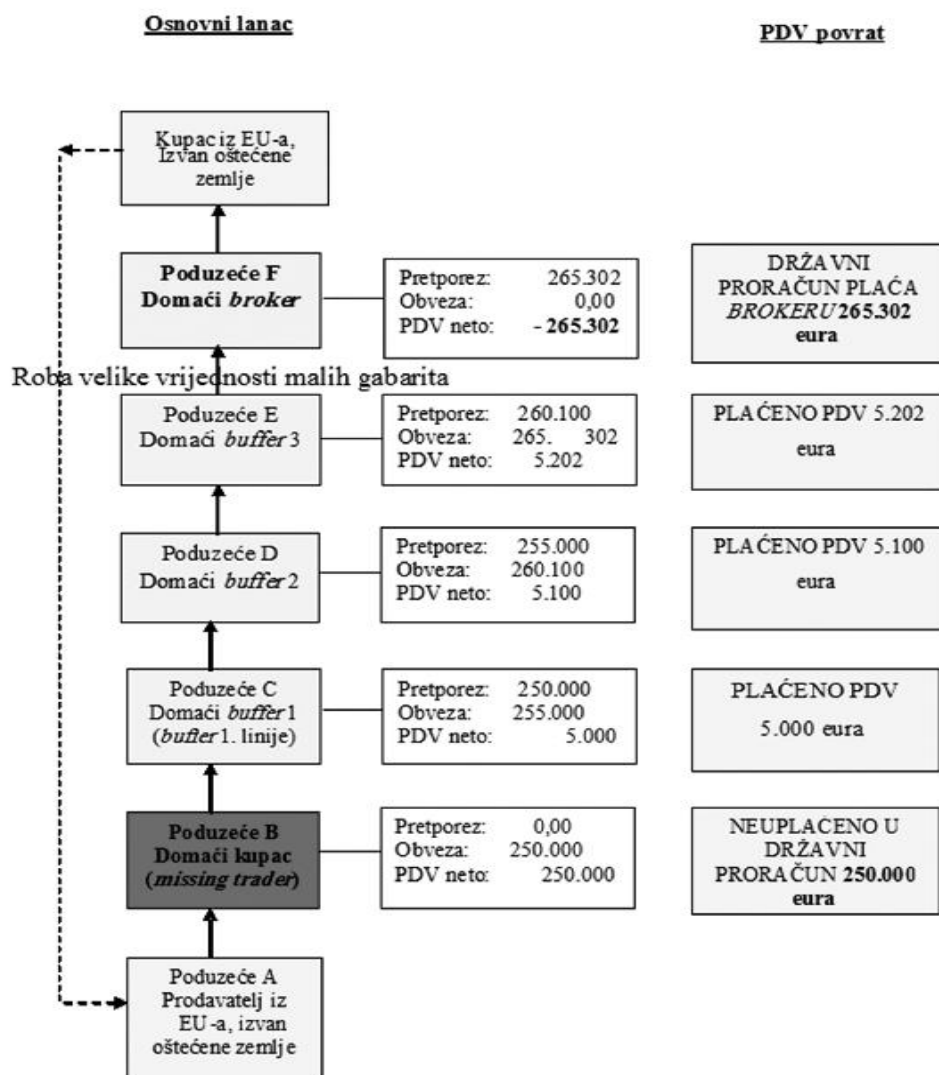 Osnovni lanac
PDV povrat
Kupac iz EU-a,
Izvan oštećene
zemlje
Poduzeće F
Domaći broker
Pretporez: 265.302
Obveza: 0,00
PDV neto: - 265.302
DRŽAVNI
PRORAČUN PLAĆA
BROKERU 265.302
eura
Roba velike vrijednosti malih gabarita
Poduzeće E
Domaći buffer 3
Pretporez: 260.100
Obveza: 265. 302
PDV neto: 5.202
PLAĆENO PDV 5.202
eura
Poduzeće D
Domaći buffer 2
Pretporez: 255.000
Obveza: 260.100
PDV neto: 5.100
PLAĆENO PDV 5.100
eura
Poduzeće C
Domaći buffer 1
(buffer 1. linije)
Pretporez: 250.000
Obveza: 255.000
PDV neto: 5.000
PLAĆENO PDV
5.000 eura
Poduzeće B
Domaći kupac
(missing trader)
Pretporez: 0,00
Obveza: 250.000
PDV neto: 250.000
NEUPLAĆENO U
DRŽAVNI
PRORAČUN 250.000
eura
Poduzeće A
Prodavatelj iz
EU-a, izvan
oštećene zemlje